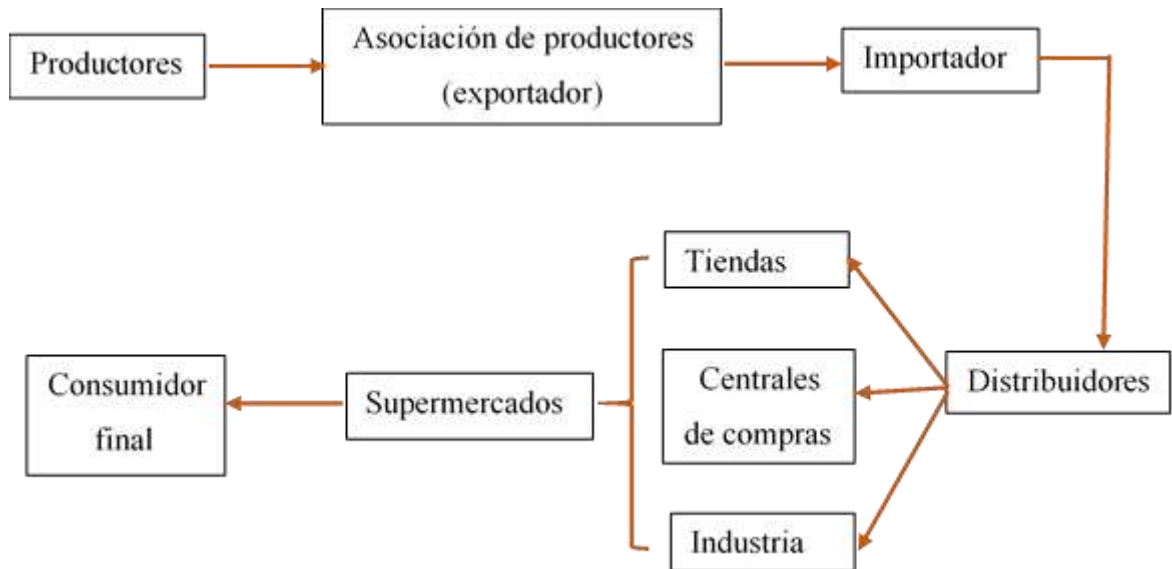 Productores
Asociación de productores
(exportador)
Importador
Distribuidores
Tiendas
Centrales
de compras
Industria
Supermercados
Consumidor
final